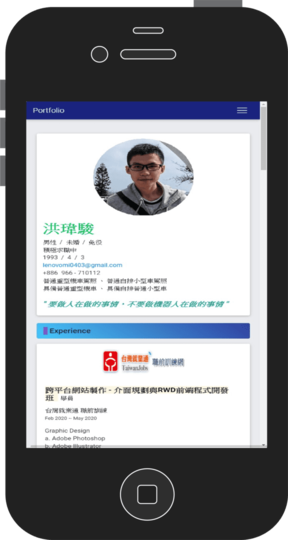 Portfolio
洪瑋駿
男性 / 未婚 / 免役
積極求職中
1993 / 4 / 3
lenovomi0403@gmail.com
+886 966-710112
普通重型機車駕照 、 普通自排小型車駕照
具備普通重型機車 、 具備自排普通小型車
"要做人在做的事情，不要做機器人在做的事情"
Experience
台灣就業通 職前訓練網
TaiwanJobs
跨平台網站製作 - 介面規劃與RWD前端程式開發
班 學員
台灣就業通 職前訓練
Feb 2020 – May 2020
Graphic Design
a. Adobe Photoshop
b. Adobe Illustrator